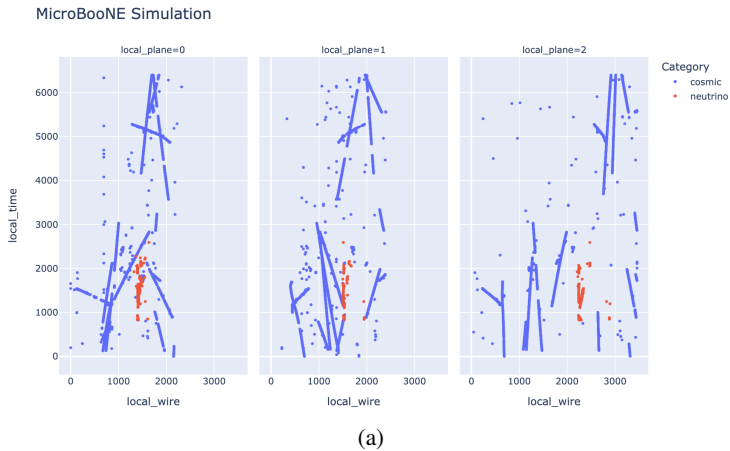 MicroBooNE Simulation
local_plane=0
local_plane=1
local_plane=2
Category
cosmic
neutrino
local_time
6000
5000
4000
3000
2000
1000
0
0 1000 2000 3000
0 1000 2000 3000
0 1000 2000 3000
local_wire
local_wire
local_wire
(a)